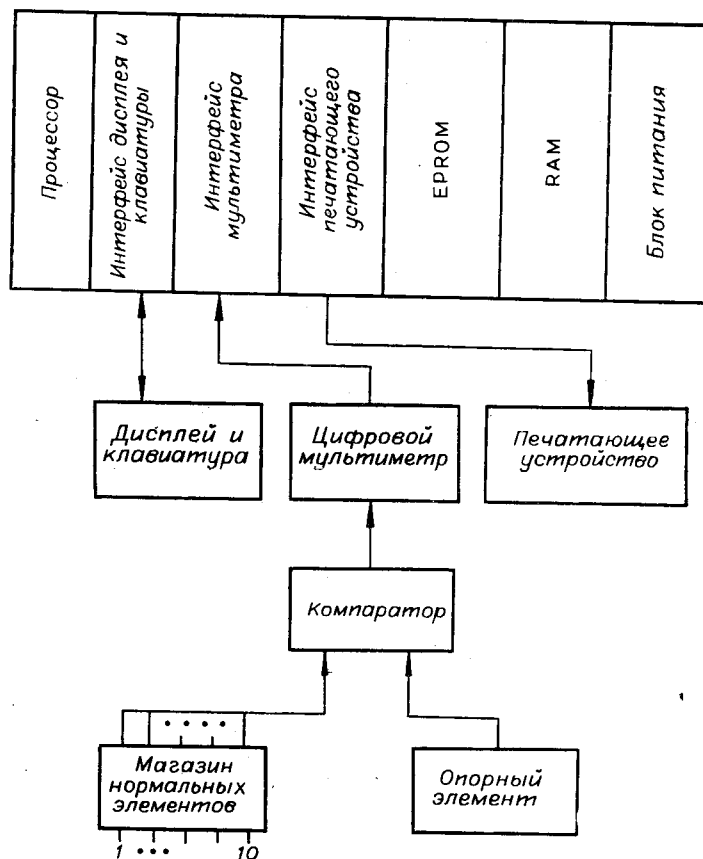 Процессор
Интерфейс дисплея и
клавиатуры
Интерфейс
мультиметра
Интерфейс
печатающего
устройства
EPROM
RAM
Блок питания
Дисплей и
клавиатура
Цифровой
мультиметр
Печатающее
устройство
Компаратор
Магазин
нормальных
элементов
Опорный
элемент
1 ••• 10